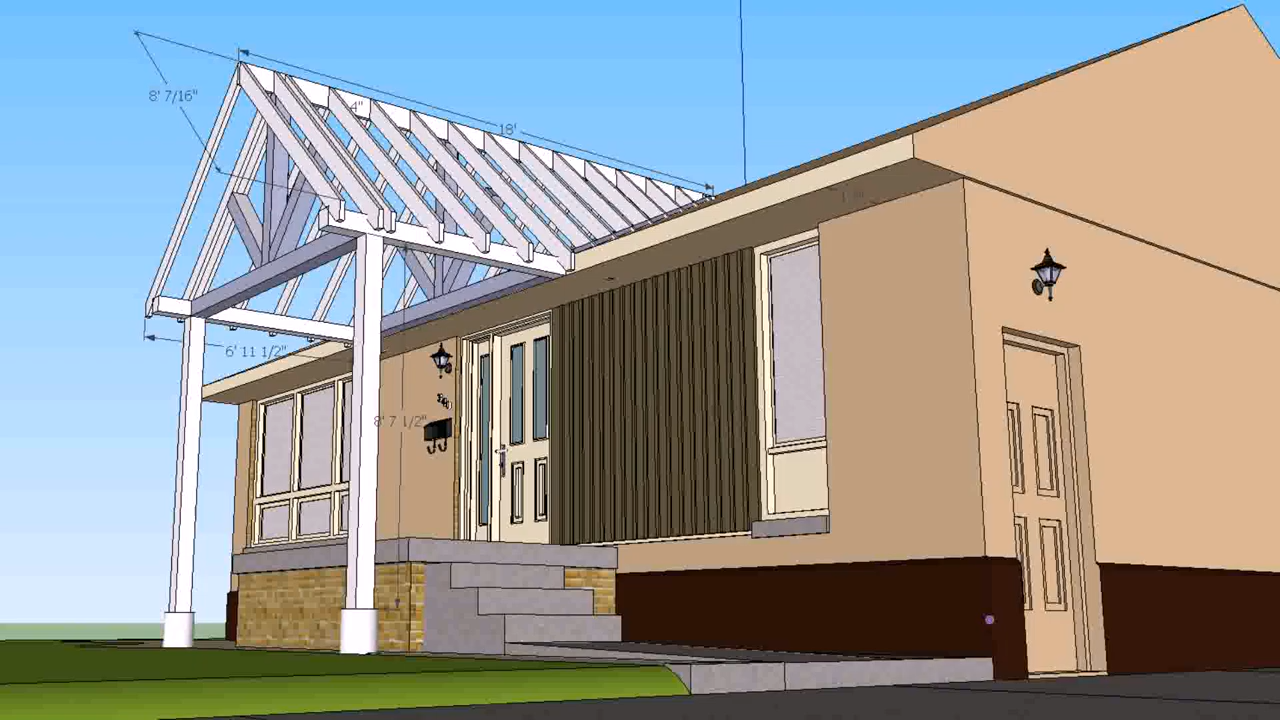 8' 7/16"
4"
18'
6' 11 1/2"
8' 7 1/2"